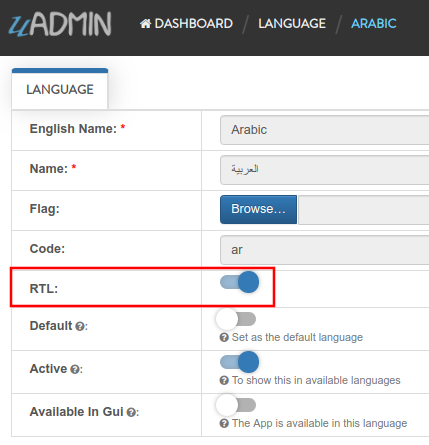 uADMIN DASHBOARD / LANGUAGE / ARABIC
LANGUAGE
English Name: * Arabic
Name: * العربية
Flag: Browse...
Code: ar
RTL:
Default ?:
? Set as the default language
Active ?:
? To show this in available languages
Available In Gui ?:
? The App is available in this language